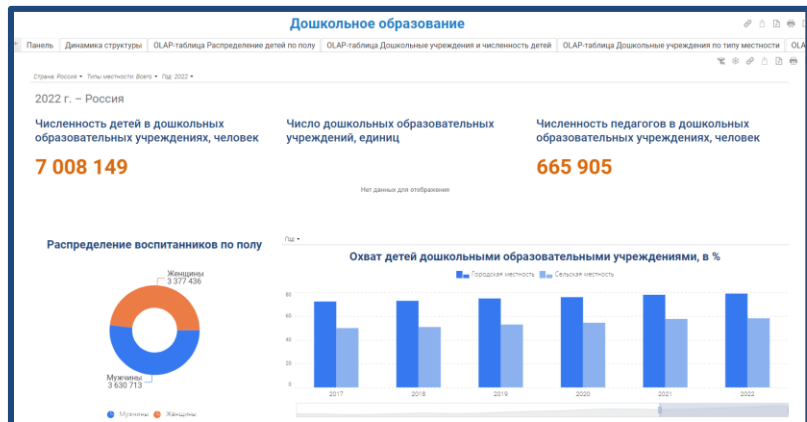 Дошкольное образование
Панель Динамика структуры OLAP-таблица Распределение детей по полу OLAP-таблица Дошкольные учреждения и численность детей OLAP-таблица Дошкольные учреждения по типу местности OLA
Страна: Россия Типы местности: Всего Год: 2022
2022 г. – Россия
Численность детей в дошкольных образовательных учреждениях, человек
7 008 149
Число дошкольных образовательных учреждений, единиц
Нет данных для отображения
Численность педагогов в дошкольных образовательных учреждениях, человек
665 905
Распределение воспитанников по полу
Женщины
3 377 436
Мужчины
3 630 713
Мужчины Женщины
Год:
Охват детей дошкольными образовательными учреждениями, в %
Городская местность Сельская местность
80
60
40
20
0
2017 2018 2019 2020 2021 2022